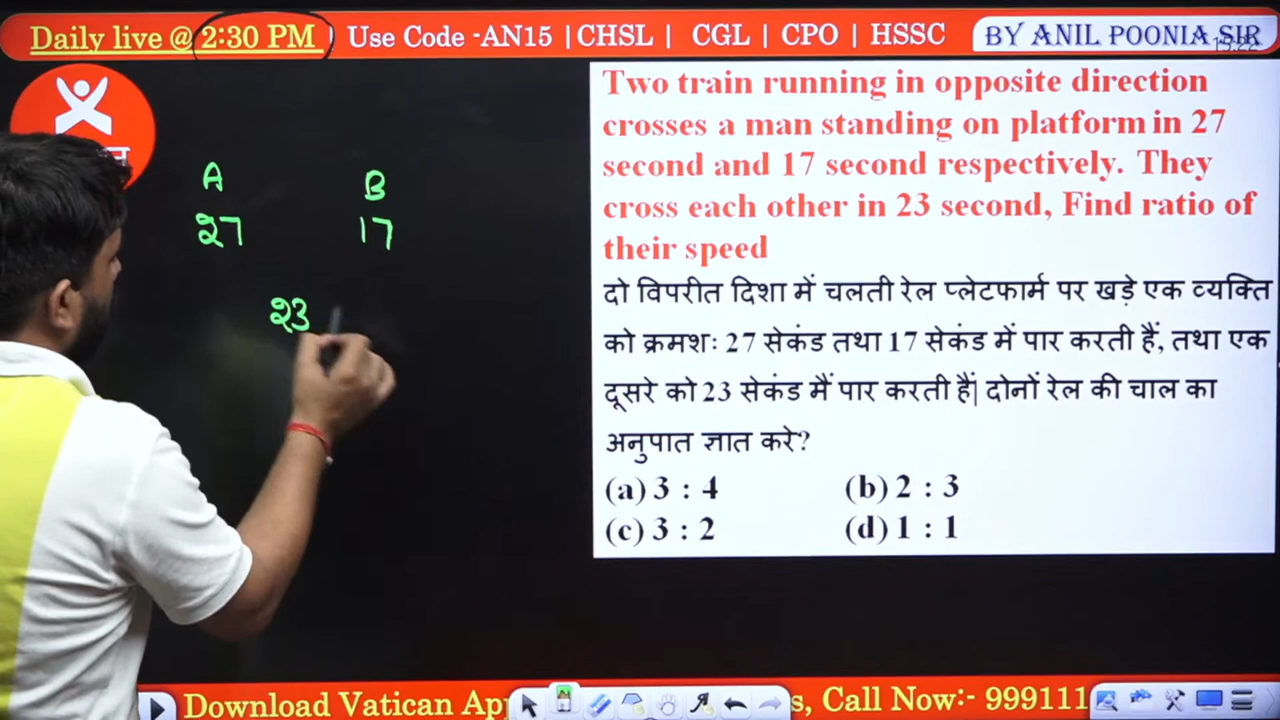 Daily live @ 2:30 PM Use Code -AN15 |CHSL | CGL | CPO | HSSC BY ANIL POONIA SIR
Two train running in opposite direction
crosses a man standing on platform in 27
second and 17 second respectively. They
cross each other in 23 second, Find ratio of
their speed
दो विपरीत दिशा में चलती रेल प्लेटफार्म पर खड़े एक व्यक्ति
को क्रमशः 27 सेकंड तथा 17 सेकंड में पार करती हैं, तथा एक
दूसरे को 23 सेकंड मैं पार करती हैं| दोनों रेल की चाल का
अनुपात ज्ञात करे?
(a) 3 : 4 (b) 2 : 3
(c) 3 : 2 (d) 1 : 1
A B
27 17
23
Download Vatican Ap s, Call Now:- 999111